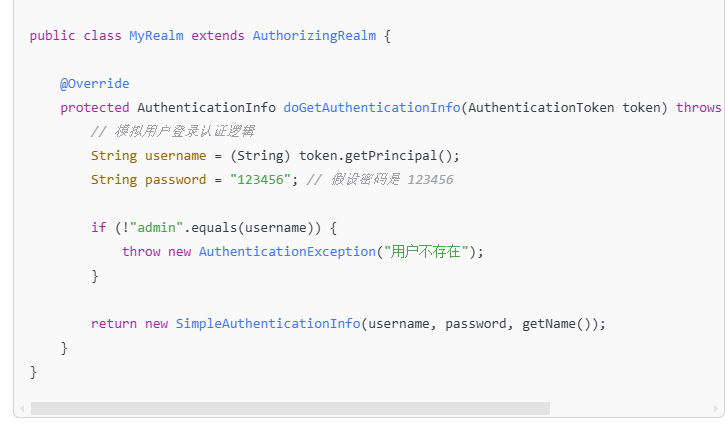 public class MyRealm extends AuthorizingRealm {
@Override
protected AuthenticationInfo doGetAuthenticationInfo(AuthenticationToken token) throws
// 模拟用户登录认证逻辑
String username = (String) token.getPrincipal();
String password = "123456"; // 假设密码是 123456
if (!"admin".equals(username)) {
throw new AuthenticationException("用户不存在");
}
return new SimpleAuthenticationInfo(username, password, getName());
}
}